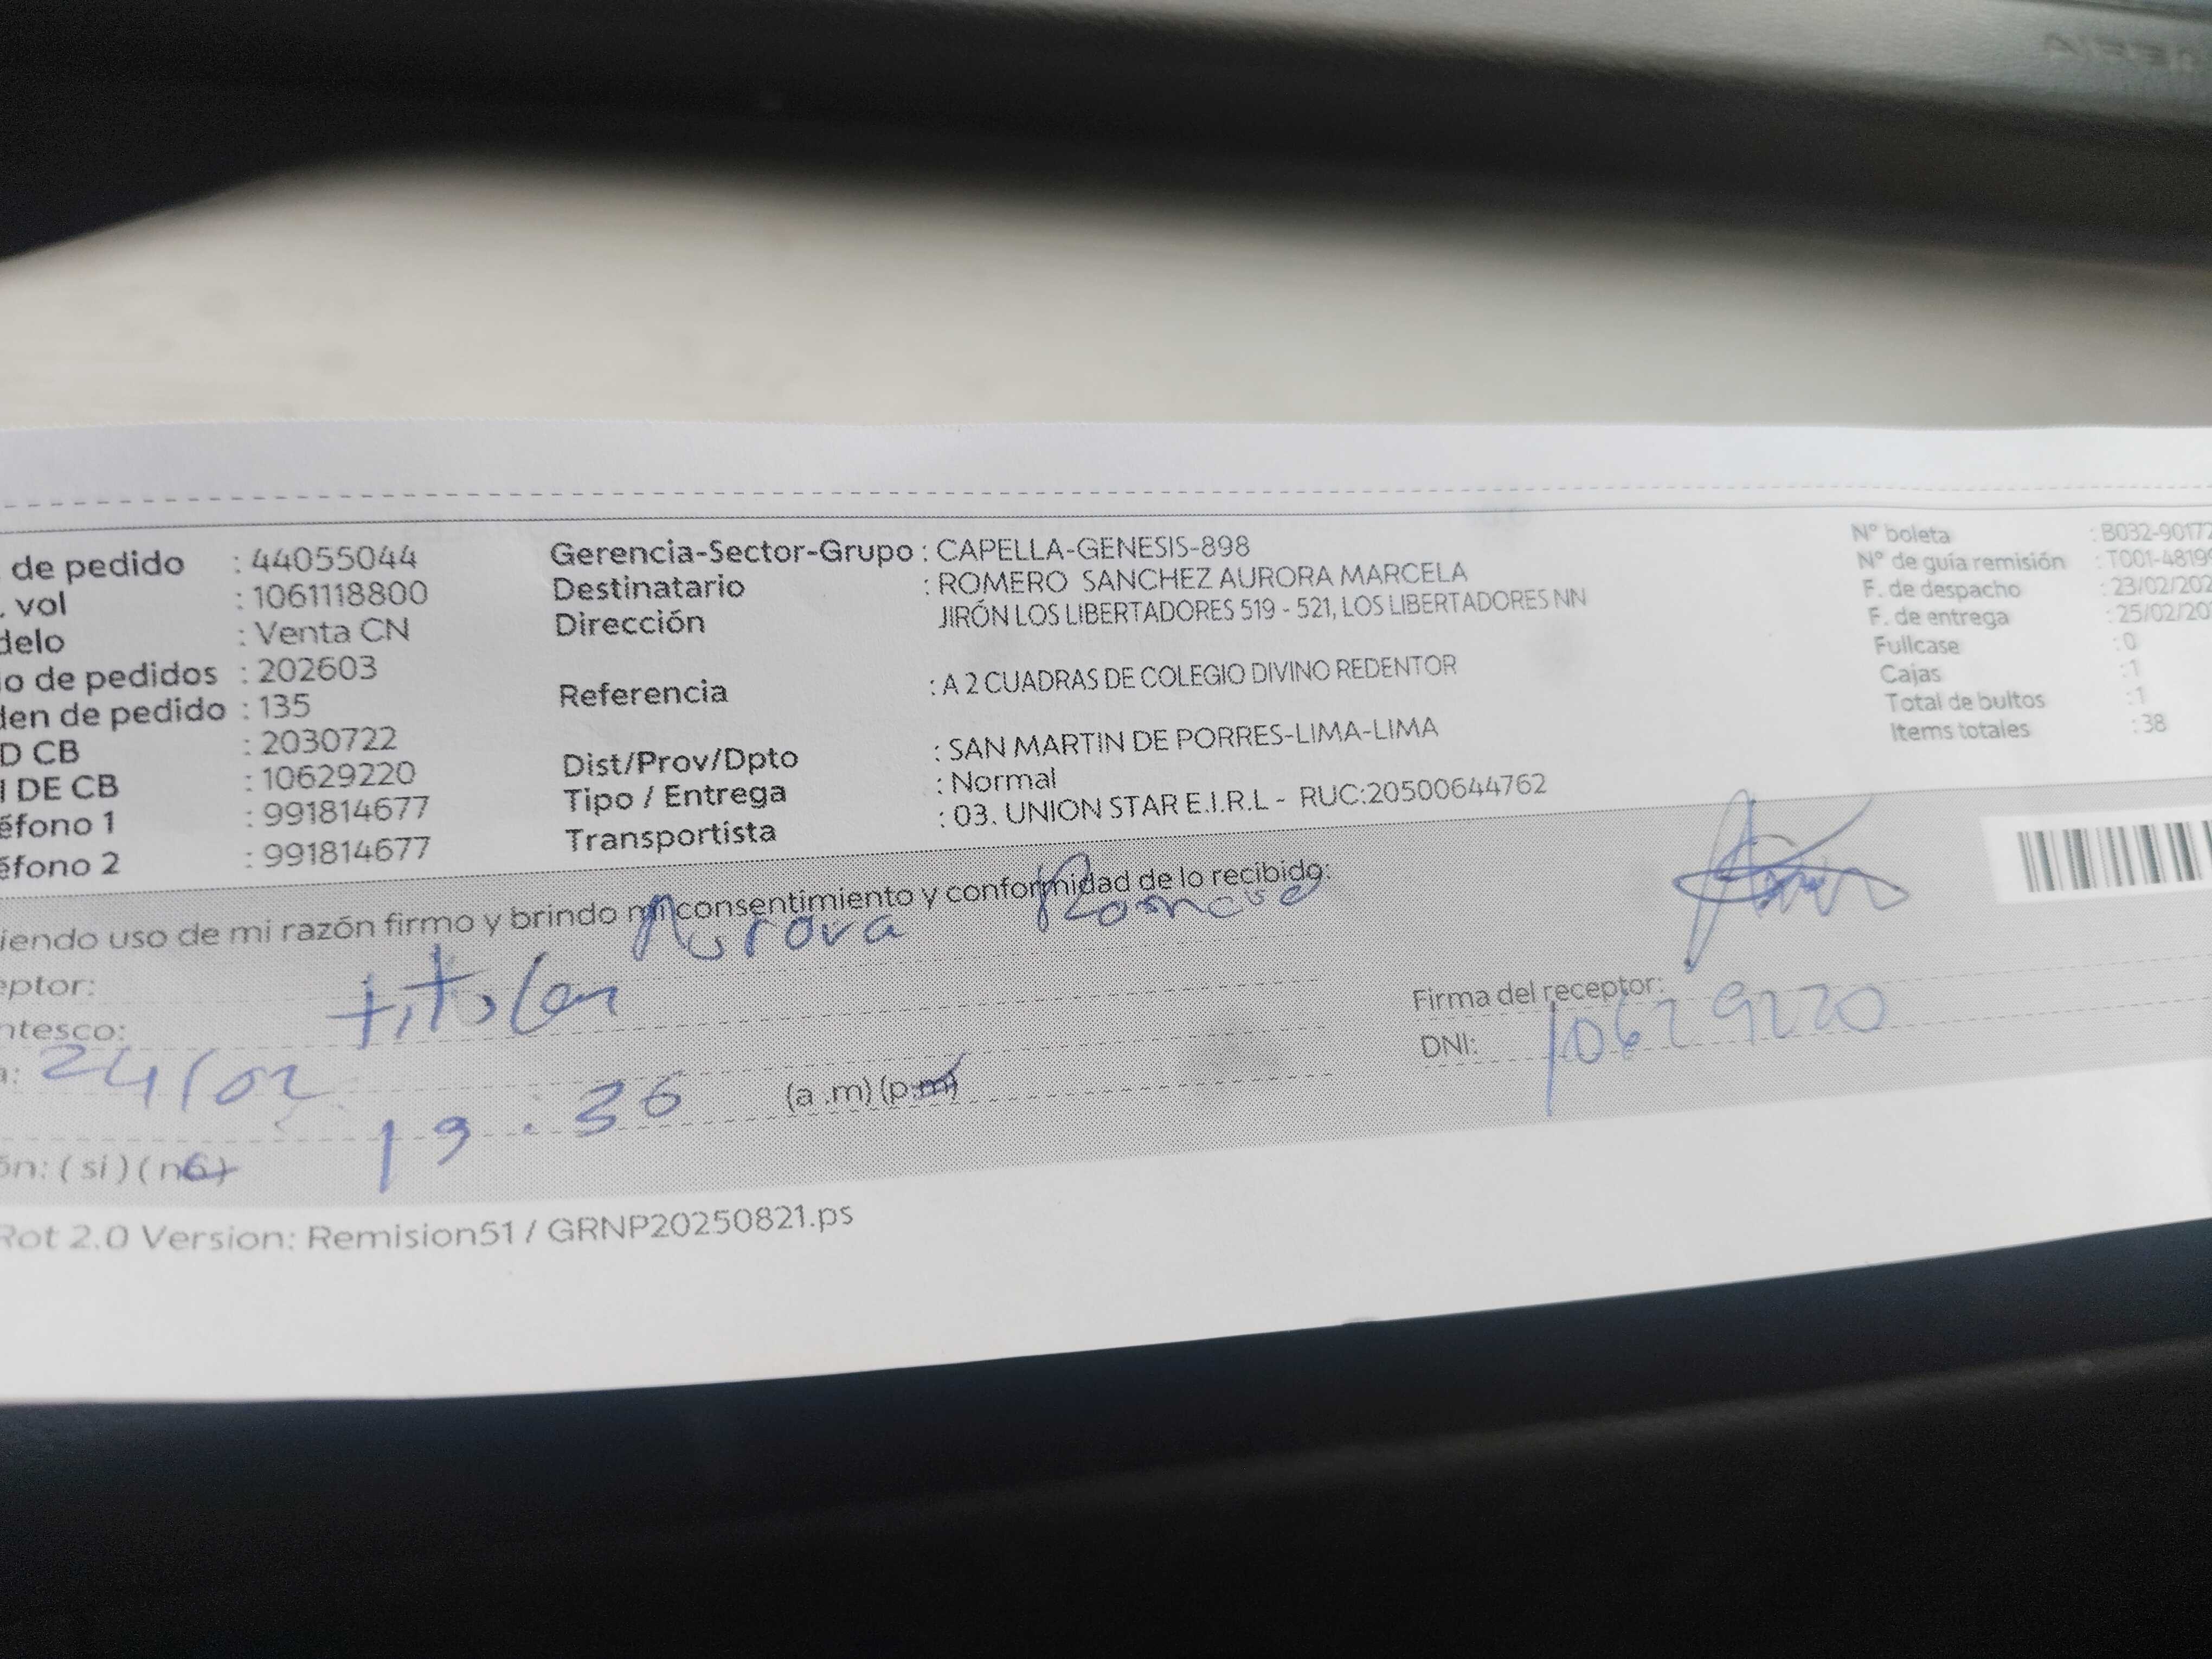 de pedido : 44055044
. vol : 1061118800
delo : Venta CN
o de pedidos : 202603
den de pedido : 135
D CB : 2030722
I DE CB : 10629220
éfono 1 : 991814677
éfono 2 : 991814677
Gerencia-Sector-Grupo : CAPELLA-GENESIS-898
Destinatario : ROMERO SANCHEZ AURORA MARCELA
Dirección JIRÓN LOS LIBERTADORES 519 - 521, LOS LIBERTADORES NN
Referencia : A 2 CUADRAS DE COLEGIO DIVINO REDENTOR
Dist/Prov/Dpto : SAN MARTIN DE PORRES-LIMA-LIMA
Tipo / Entrega : Normal
Transportista : 03. UNION STAR E.I.R.L - RUC:20500644762
N° boleta : B032-90172
N° de guía remisión : T001-4819
F. de despacho : 23/02/202
F. de entrega : 25/02/20
Fullcase : 0
Cajas : 1
Total de bultos : 1
Items totales : 38
iendo uso de mi razón firmo y brindo mi consentimiento y conformidad de lo recibido:
eptor: Aurora Romero
ntesco: titular
a: 24/02
19:36 (a .m) (p.m)
ón: ( si ) ( no )
Firma del receptor:
DNI: 10629220
Rot 2.0 Version: Remision51 / GRNP20250821.ps